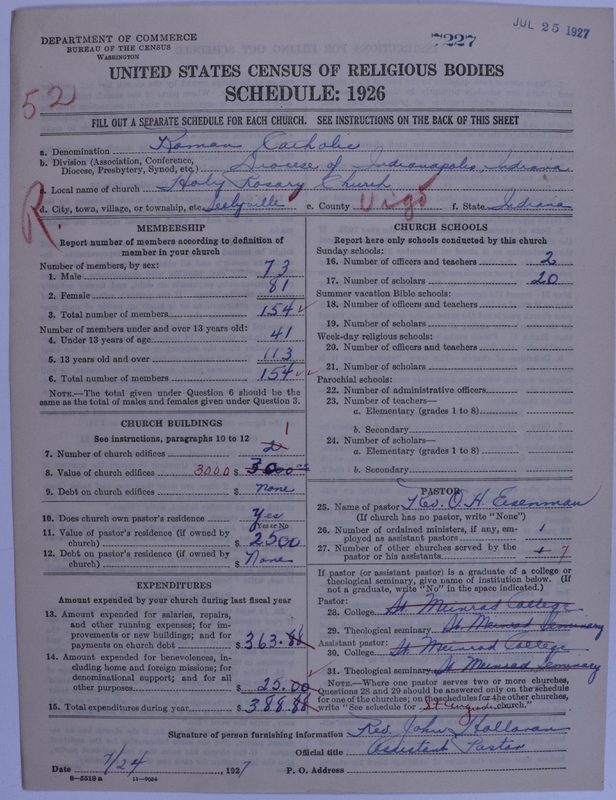 JUL 25 1927
7227
DEPARTMENT OF COMMERCE
BUREAU OF THE CENSUS
WASHINGTON
UNITED STATES CENSUS OF RELIGIOUS BODIES
SCHEDULE: 1926
52
FILL OUT A SEPARATE SCHEDULE FOR EACH CHURCH. SEE INSTRUCTIONS ON THE BACK OF THIS SHEET
a. Denomination Roman Catholic
b. Division (Association, Conference, Diocese, Presbytery, Synod, etc.) Diocese of Indianapolis, Indiana
c. Local name of church Holy Rosary Church
d. City, town, village, or township, etc. Seelyville e. County Vigo f. State Indiana
R.
MEMBERSHIP
Report number of members according to definition of
member in your church
Number of members, by sex:
1. Male 73
2. Female 81
3. Total number of members 154
Number of members under and over 13 years old:
4. Under 13 years of age 41
5. 13 years old and over 113
6. Total number of members 154
NOTE.—The total given under Question 6 should be
same as the total of males and females given under Question 3.
CHURCH BUILDINGS
See instructions, paragraphs 10 to 12
1
7. Number of church edifices 2
8. Value of church edifices 3000 $ 3000.00
9. Debt on church edifices $ None
10. Does church own pastor's residence Yes
(Yes or No)
11. Value of pastor's residence (if owned by
church) $ 2500
12. Debt on pastor's residence (if owned by
church) $ None
EXPENDITURES
Amount expended by your church during last fiscal year
13. Amount expended for salaries, repairs,
and other running expenses; for im-
provements or new buildings; and for
payments on church debt $ 363.88
14. Amount expended for benevolences, in-
cluding home and foreign missions; for
denominational support; and for all
other purposes $ 25.00
15. Total expenditures during year $ 388.88
CHURCH SCHOOLS
Report here only schools conducted by this church
Sunday schools:
16. Number of officers and teachers 2
17. Number of scholars 20
Summer vacation Bible schools:
18. Number of officers and teachers
19. Number of scholars
Week-day religious schools:
20. Number of officers and teachers
21. Number of scholars
Parochial schools:
22. Number of administrative officers
23. Number of teachers—
a. Elementary (grades 1 to 8)
b. Secondary
24. Number of scholars—
a. Elementary (grades 1 to 8)
b. Secondary
PASTOR
25. Name of pastor Rev. O. H. Eisenman
(If church has no pastor, write "None")
26. Number of ordained ministers, if any, em-
ployed as assistant pastors 1
27. Number of other churches served by the
pastor or his assistants 1 7
If pastor (or assistant pastor) is a graduate of a college or
theological seminary, give name of institution below. (If
not a graduate, write "No" in the space indicated.)
Pastor:
28. College St Meinrad College
29. Theological seminary St Meinrad Seminary
Assistant pastor:
30. College St Meinrad College
31. Theological seminary St Meinrad Seminary
NOTE.—Where one pastor serves two or more churches,
Questions 28 and 29 should be answered only on the schedule
for one of the churches; on the schedules for the other churches,
write "See schedule for church."
Signature of person furnishing information Rev. John Holloran
Official title Assistant Pastor
Date 7/24, 1927 P. O. Address
8-5518 a 11-9084